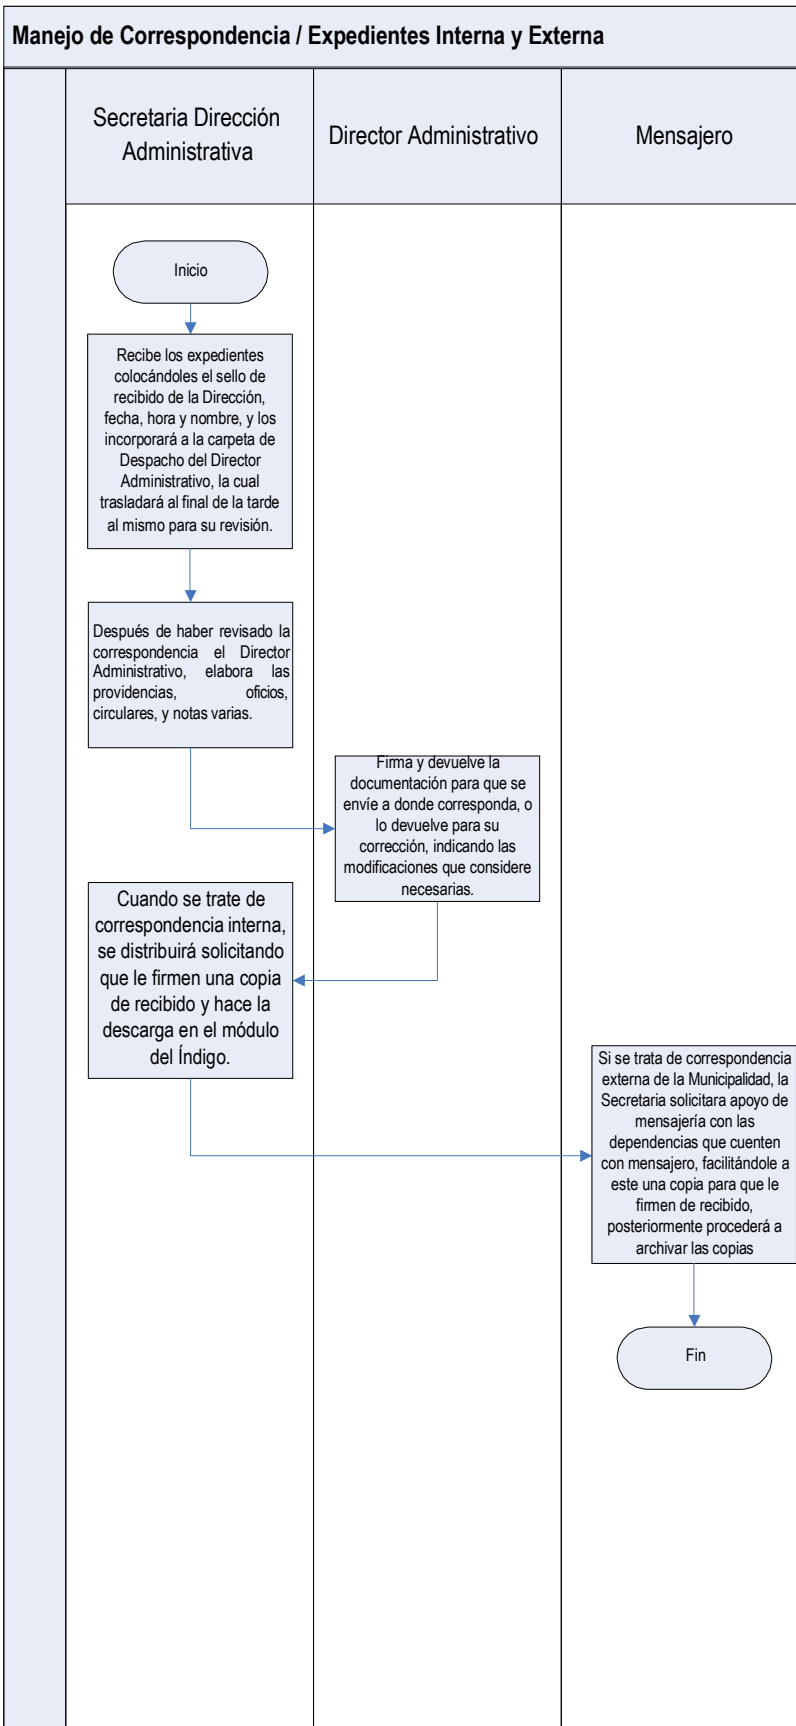 Manejo de Correspondencia / Expedientes Interna y Externa
Secretaria Dirección
Administrativa
Director Administrativo
Mensajero
Inicio
Recibe los expedientes
colocándoles el sello de
recibido de la Dirección,
fecha, hora y nombre, y los
incorporará a la carpeta de
Despacho del Director
Administrativo, la cual
trasladará al final de la tarde
al mismo para su revisión.
Después de haber revisado la
correspondencia el Director
Administrativo, elabora las
providencias, oficios,
circulares, y notas varias.
Firma y devuelve la
documentación para que se
envíe a donde corresponda, o
lo devuelve para su
corrección, indicando las
modificaciones que considere
necesarias.
Cuando se trate de
correspondencia interna,
se distribuirá solicitando
que le firmen una copia
de recibido y hace la
descarga en el módulo
del Índigo.
Si se trata de correspondencia
externa de la Municipalidad, la
Secretaria solicitara apoyo de
mensajería con las
dependencias que cuenten
con mensajero, facilitándole a
este una copia para que le
firmen de recibido,
posteriormente procederá a
archivar las copias
Fin